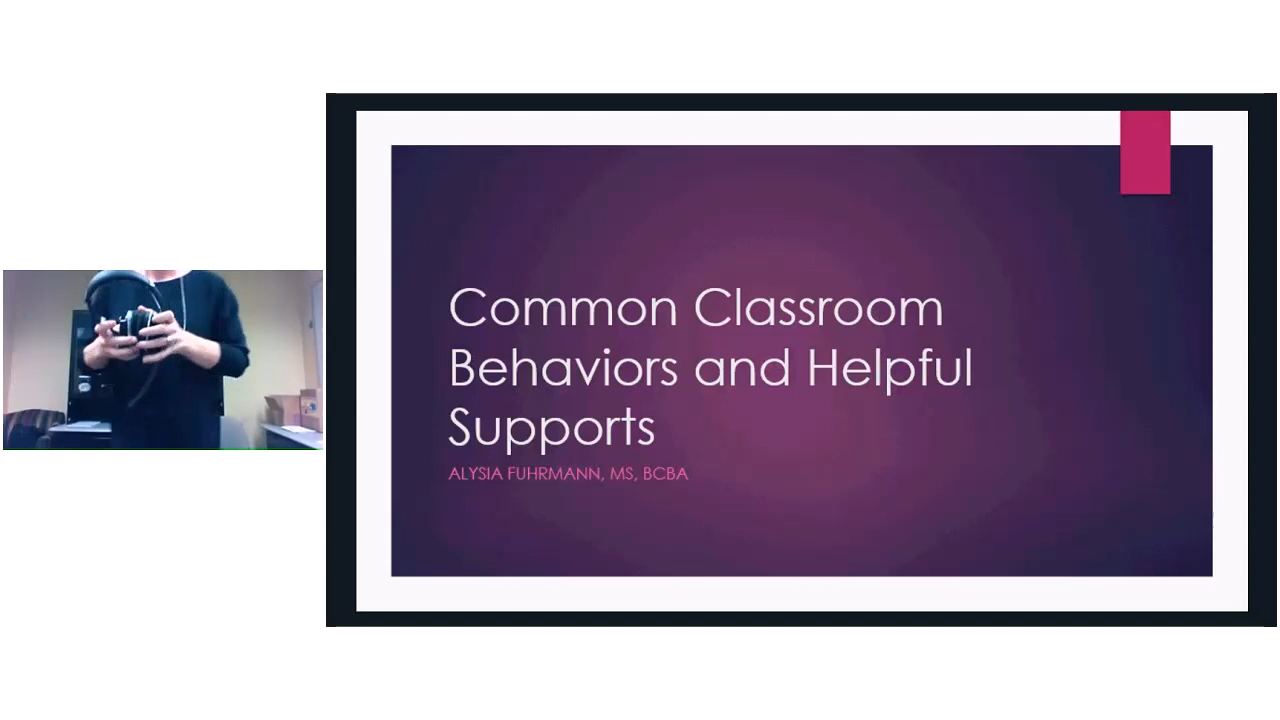 Common Classroom
Behaviors and Helpful
Supports
ALYSIA FUHRMANN, MS, BCBA